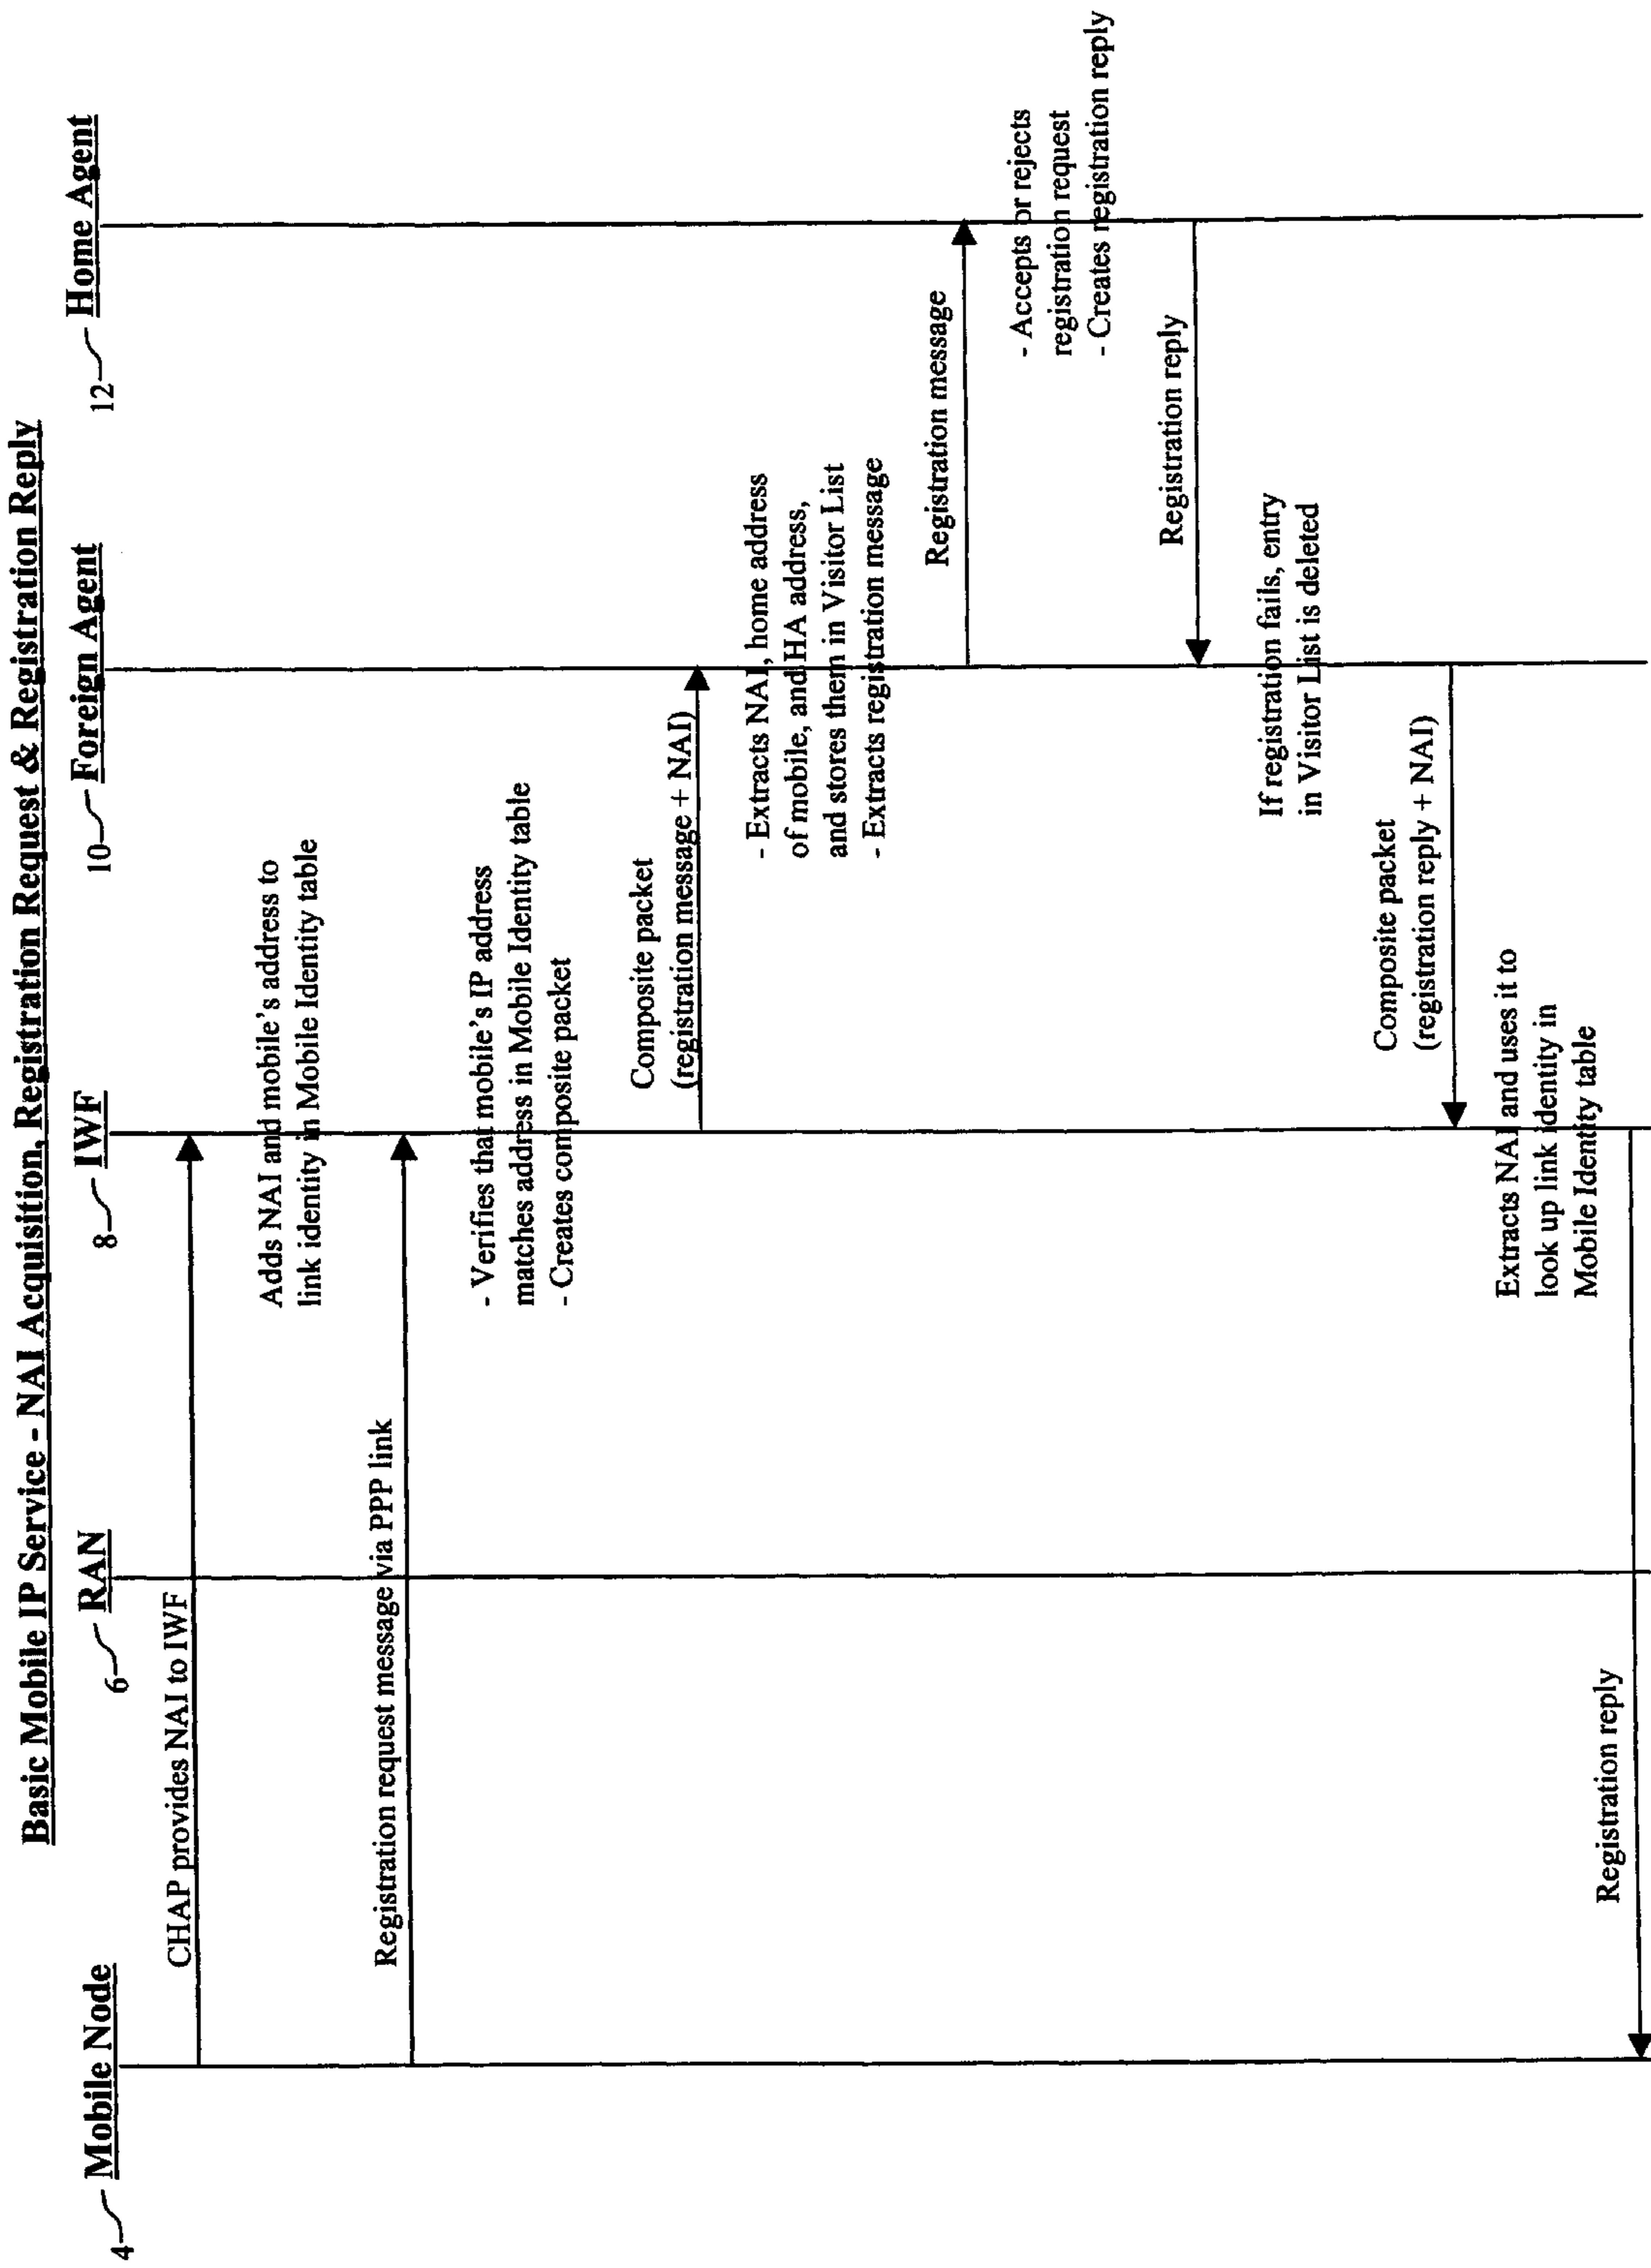 Basic Mobile IP Service - NAI Acquisition, Registration Request & Registration Reply
4 Mobile Node
6 RAN
8 IWF
10 Foreign Agent
12 Home Agent
CHAP provides NAI to IWF
Adds NAI and mobile's address to
link identity in Mobile Identity table
Registration request message via PPP link
- Verifies that mobile's IP address
matches address in Mobile Identity table
- Creates composite packet
Composite packet
(registration message + NAI)
- Extracts NAI, home address
of mobile, and HA address,
and stores them in Visitor List
- Extracts registration message
Registration message
- Accepts or rejects
registration request
- Creates registration reply
Registration reply
If registration fails, entry
in Visitor List is deleted
Composite packet
(registration reply + NAI)
Extracts NAI and uses it to
look up link identity in
Mobile Identity table
Registration reply